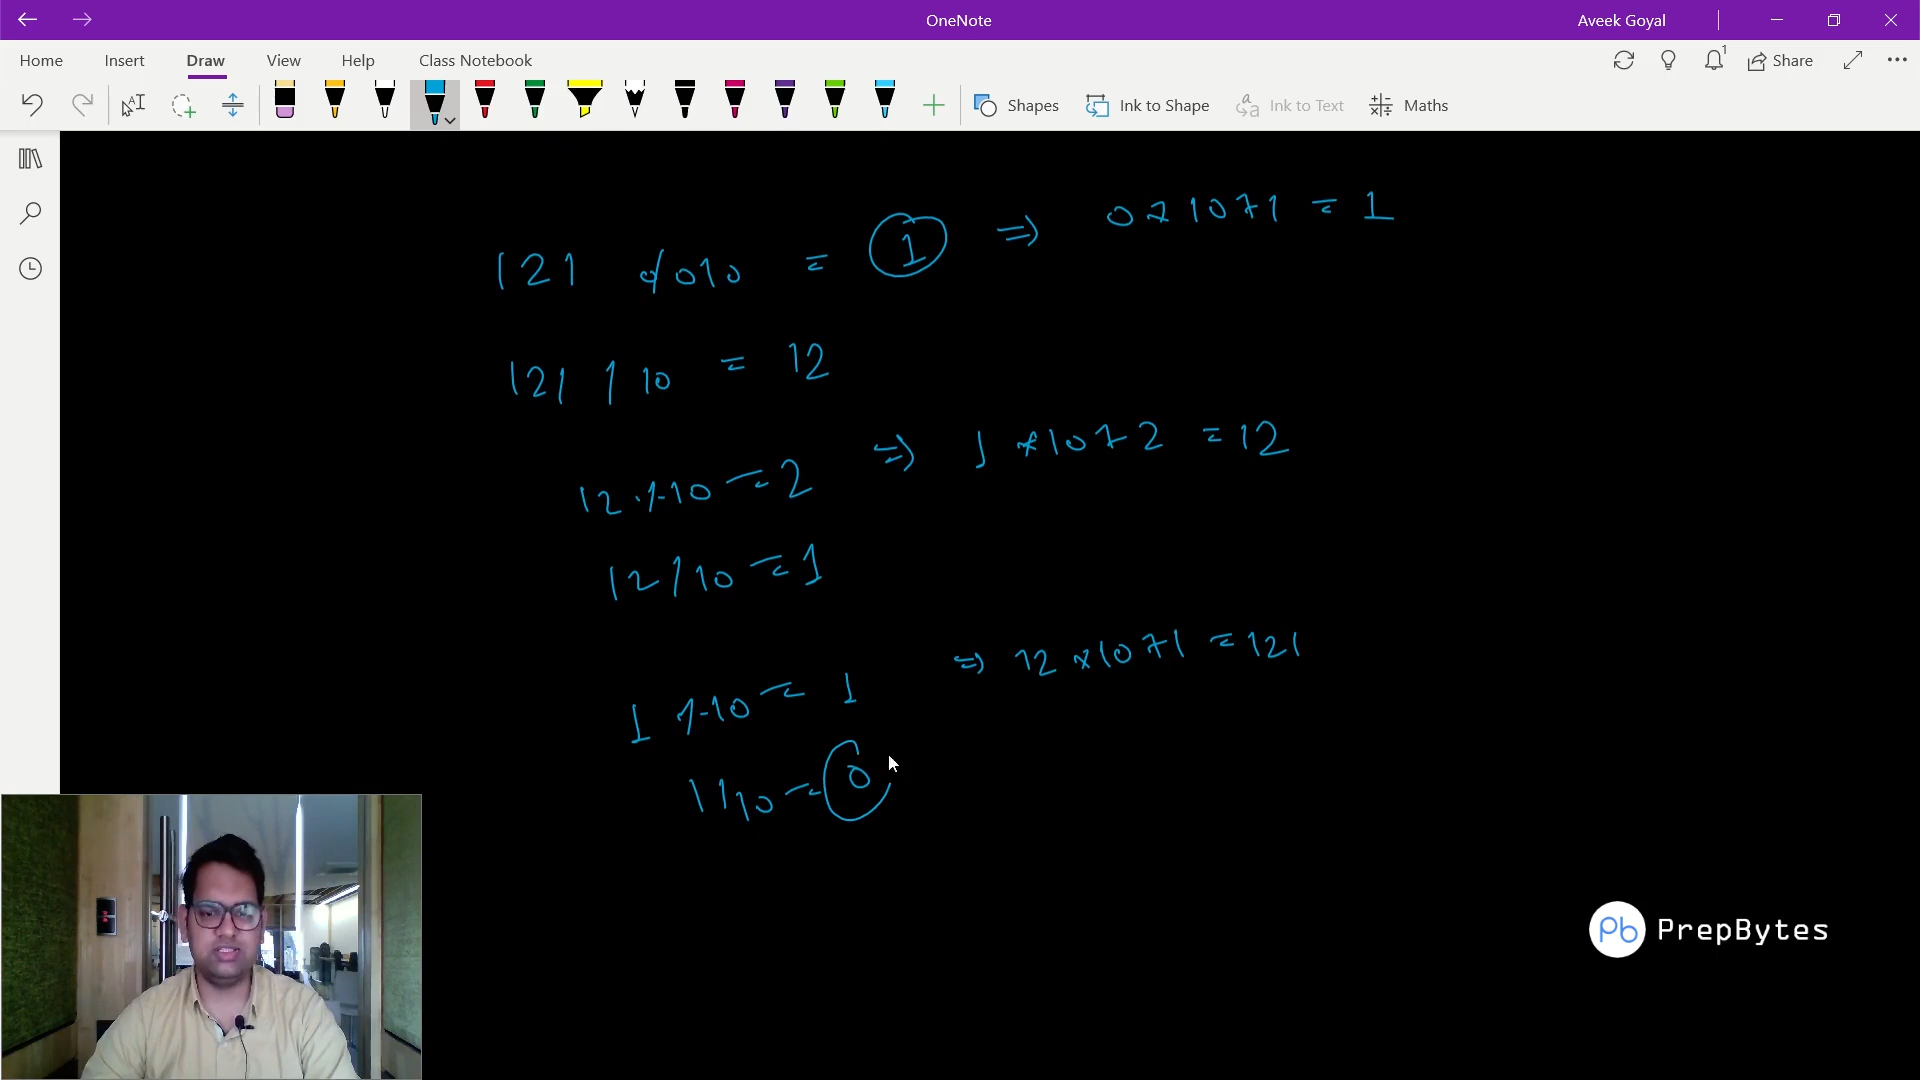 OneNote
Aveek Goyal
Home Insert Draw View Help Class Notebook
1 Share
Shapes Ink to Shape Ink to Text Maths
121 % 10 = 1 ⇒ 0*10+1 = 1
121 / 10 = 12
12 % 10 = 2 ⇒ 1*10+2 = 12
12/10 = 1
1 % 10 = 1 ⇒ 12*10+1 = 121
1/10 = 0
Pb PrepBytes